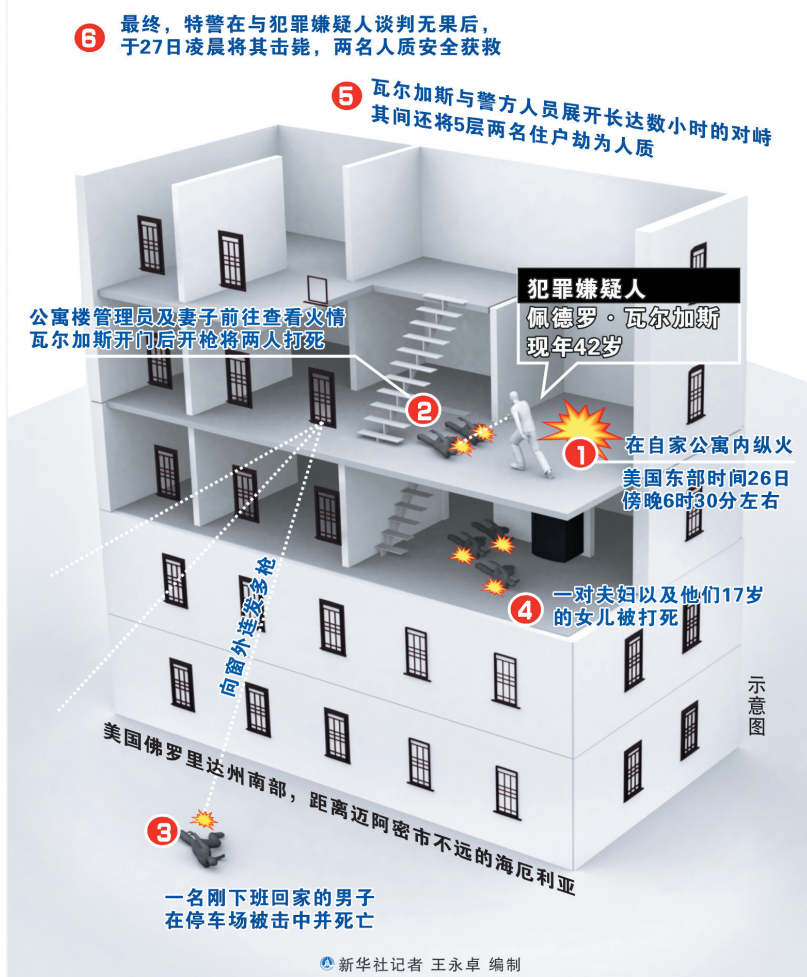 6
最终，特警在与犯罪嫌疑人谈判无果后，
于27日凌晨将其击毙，两名人质安全获救
5
瓦尔加斯与警方人员展开长达数小时的对峙
其间还将5层两名住户劫为人质
犯罪嫌疑人
佩德罗·瓦尔加斯
现年42岁
公寓楼管理员及妻子前往查看火情
瓦尔加斯开门后开枪将两人打死
2
1
在自家公寓内纵火
美国东部时间26日
傍晚6时30分左右
4
一对夫妇以及他们17岁
的女儿被打死
向窗外连发多枪
示意图
美国佛罗里达州南部，距离迈阿密市不远的海厄利亚
3
一名刚下班回家的男子
在停车场被击中并死亡
新华社记者 王永卓 编制